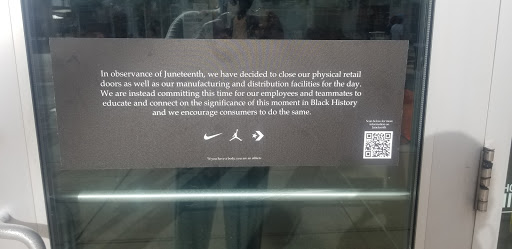 In observance of Juneteenth, we have decided to close our physical retail
doors as well as our manufacturing and distribution facilities for the day.
We are instead committing this time for our employees and teammates to
educate and connect on the significance of this moment in Black History
and we encourage consumers to do the same.